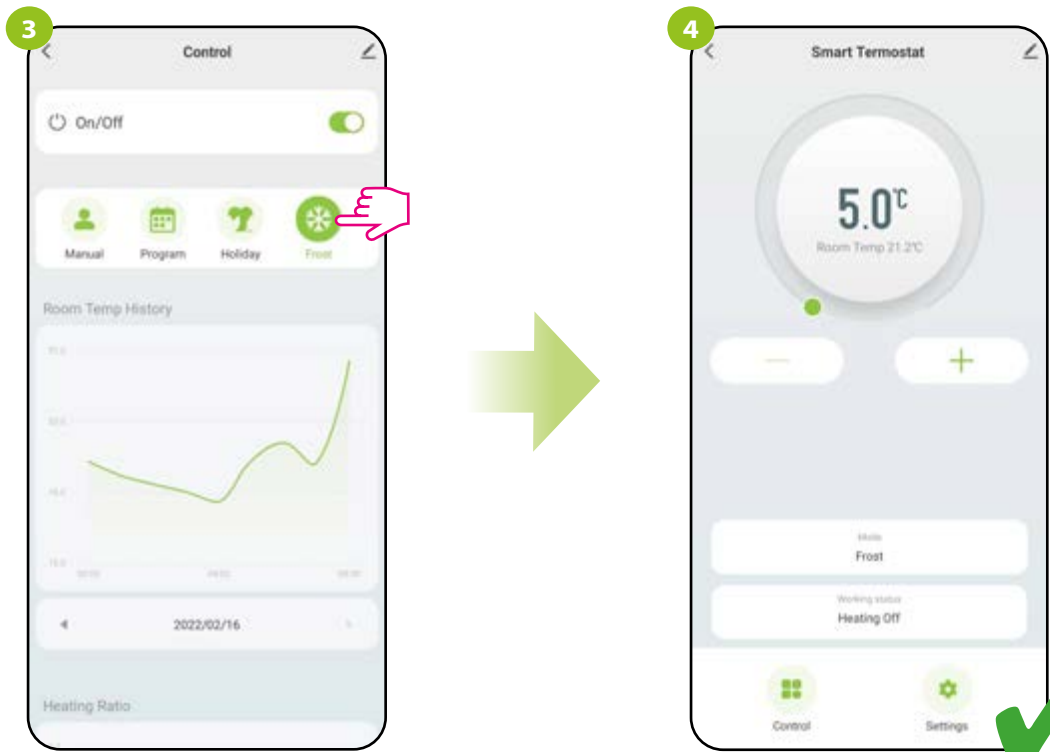 3
Control
On/Off
Manual Program Holiday Frost
Room Temp History
2022/02/16
Heating Ratio
4
Smart Termostat
5.0°C
Room Temp 21.2°C
Mode
Frost
Working status
Heating Off
Control Settings